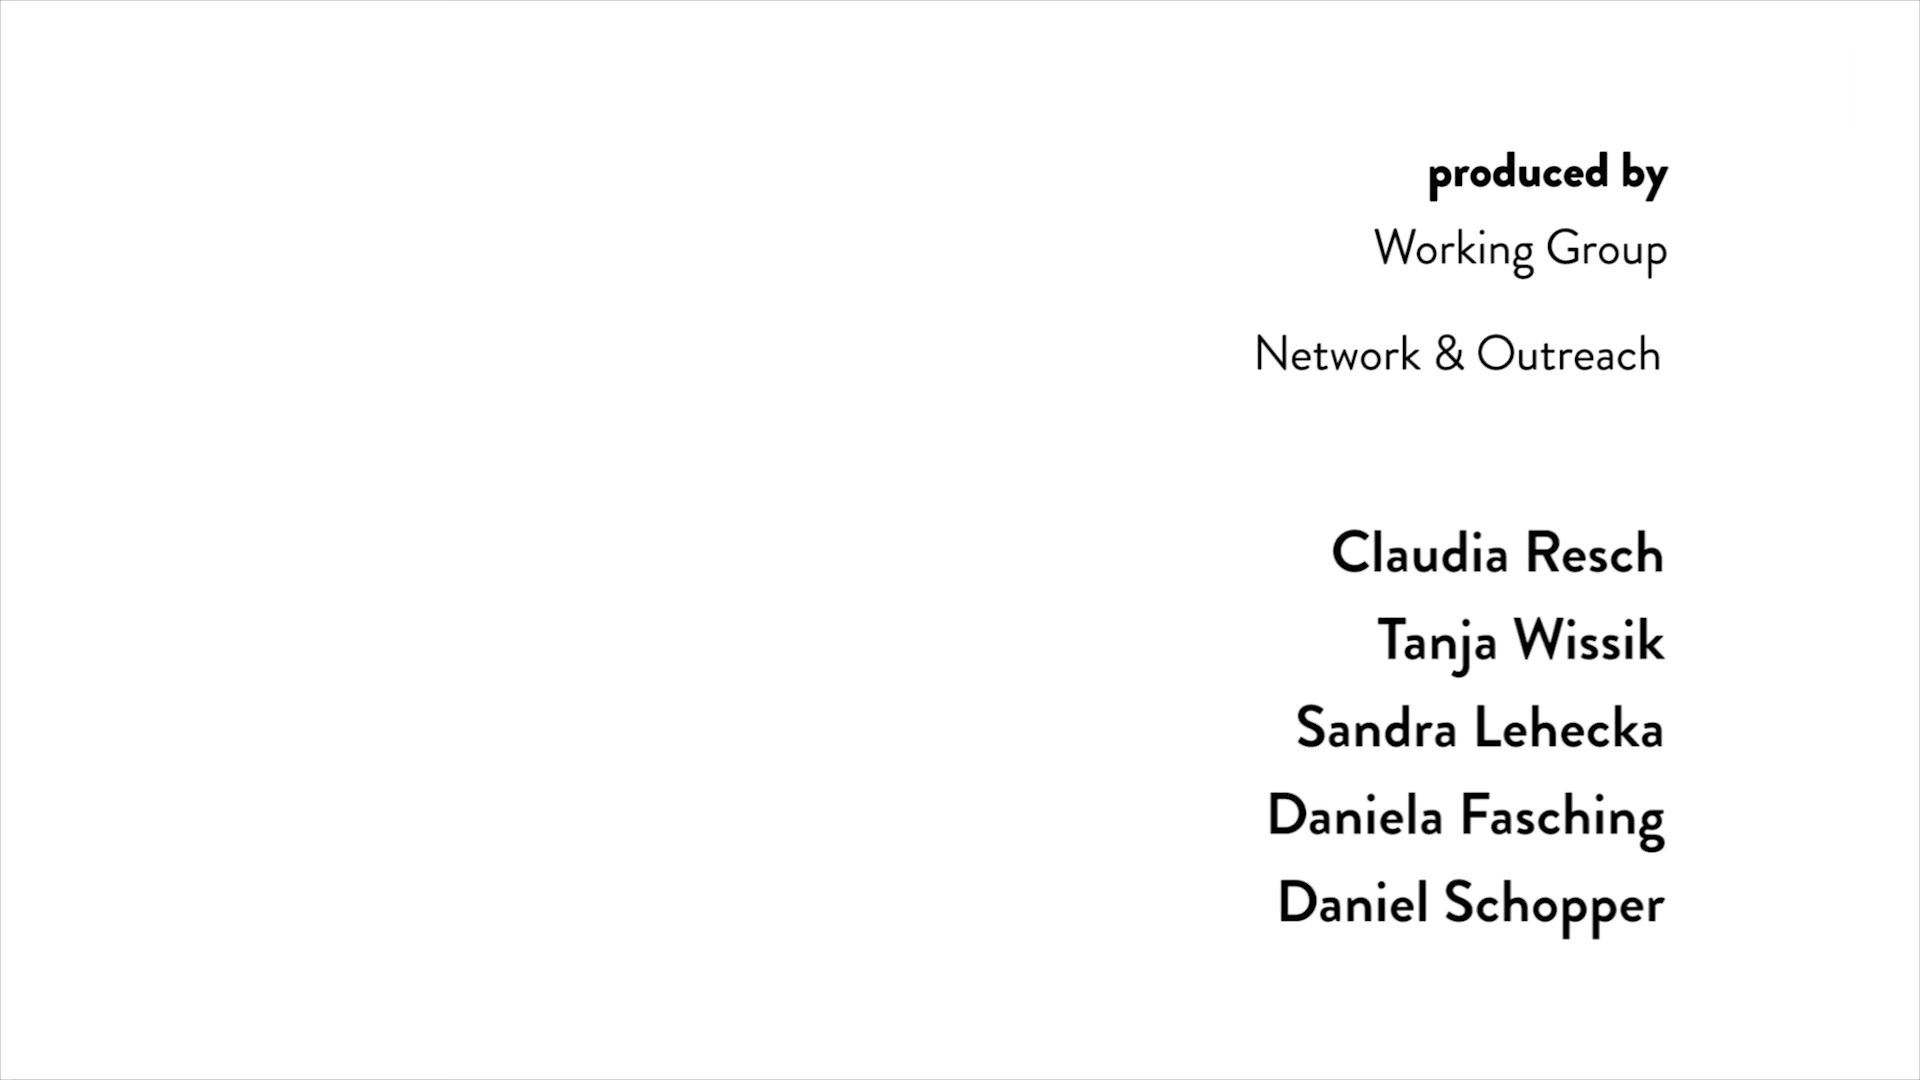 produced by
Working Group
Network & Outreach
Claudia Resch
Tanja Wissik
Sandra Lehecka
Daniela Fasching
Daniel Schopper